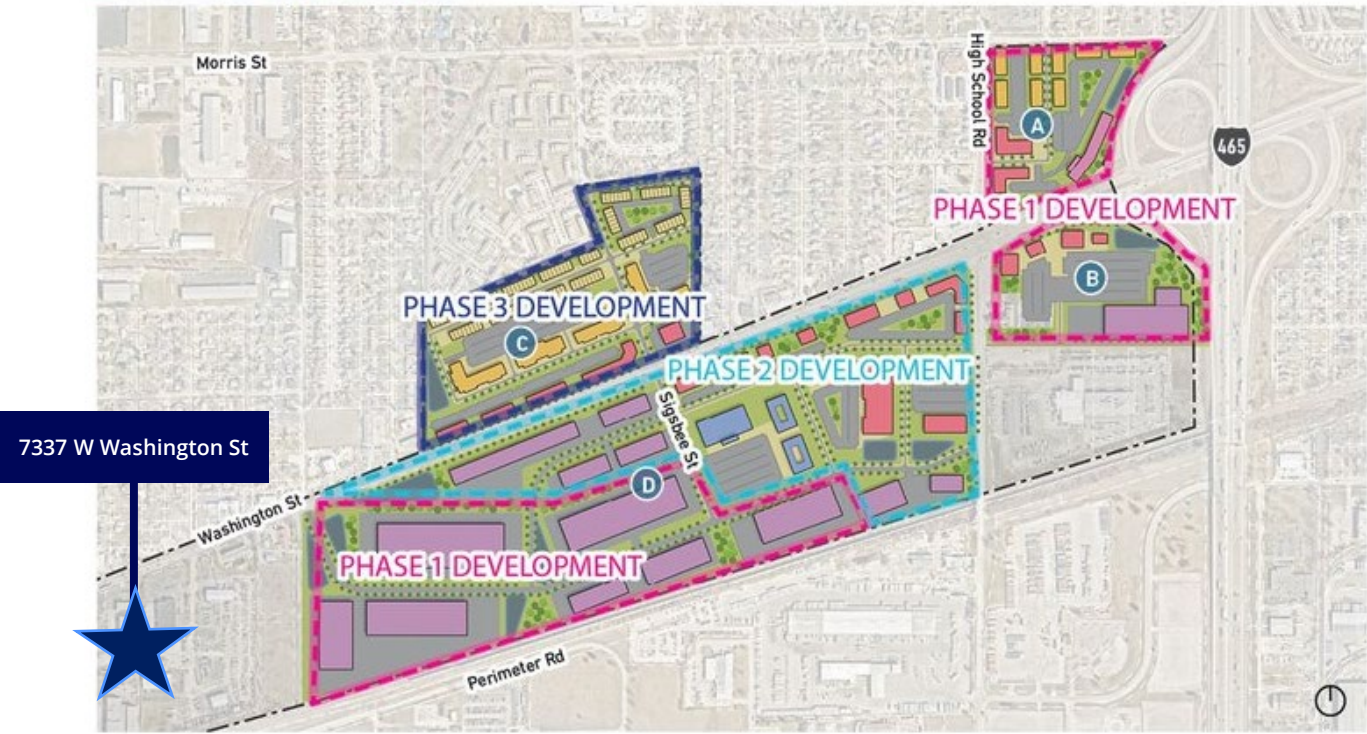 Morris St
High School Rd
A
465
PHASE 1 DEVELOPMENT
B
PHASE 3 DEVELOPMENT
C
PHASE 2 DEVELOPMENT
Sigsbee St
7337 W Washington St
D
Washington St
PHASE 1 DEVELOPMENT
Perimeter Rd